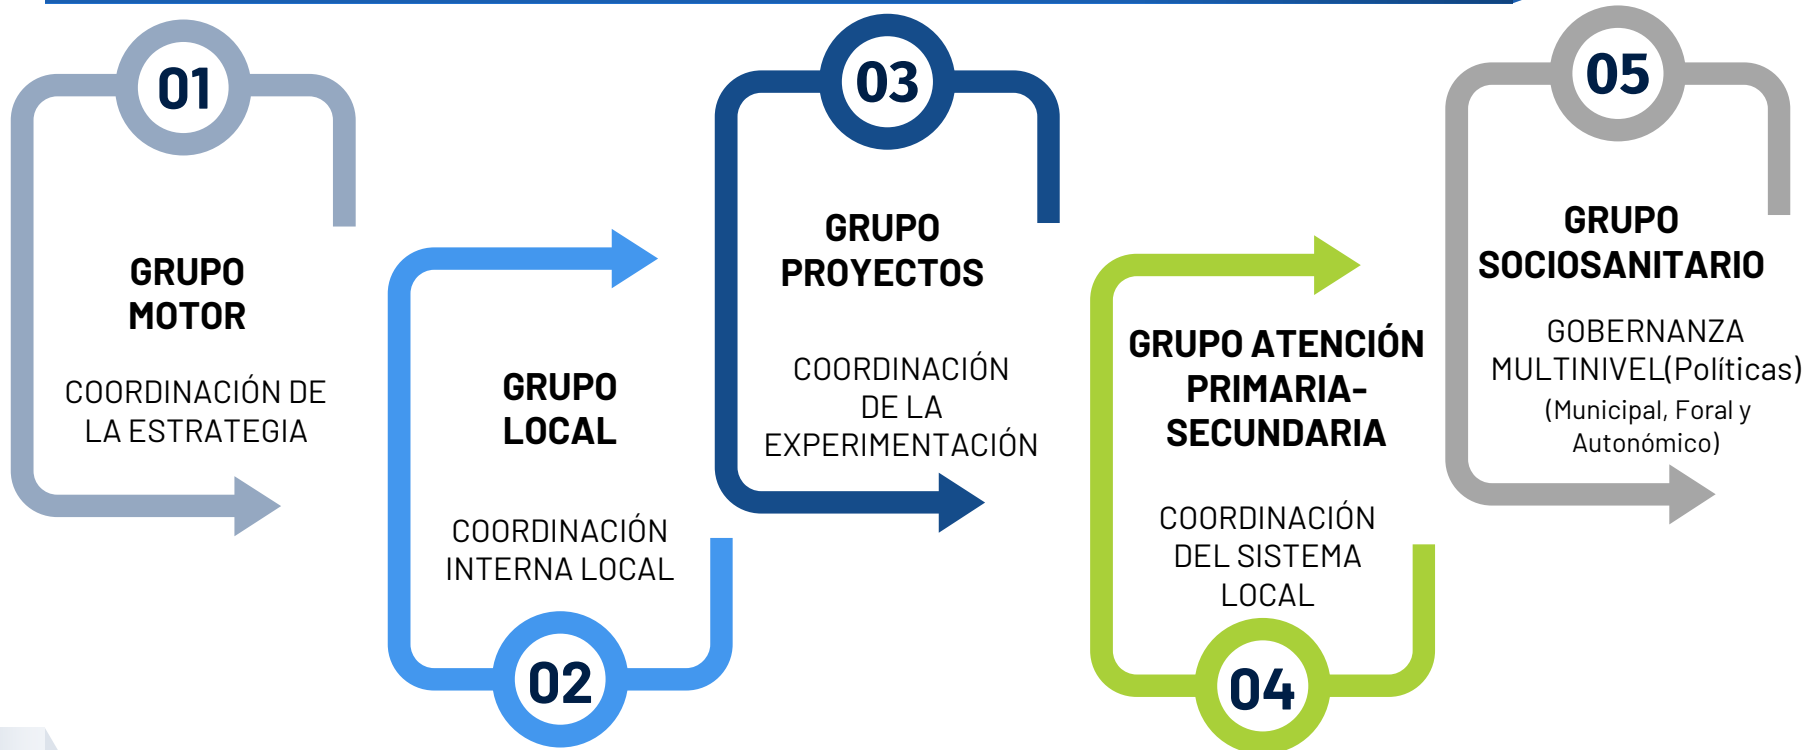 01
GRUPO
MOTOR
COORDINACIÓN DE
LA ESTRATEGIA
02
GRUPO
LOCAL
COORDINACIÓN
INTERNA LOCAL
03
GRUPO
PROYECTOS
COORDINACIÓN
DE LA
EXPERIMENTACIÓN
04
GRUPO ATENCIÓN
PRIMARIA-
SECUNDARIA
COORDINACIÓN
DEL SISTEMA
LOCAL
05
GRUPO
SOCIOSANITARIO
GOBERNANZA
MULTINIVEL(Políticas)
(Municipal, Foral y
Autonómico)